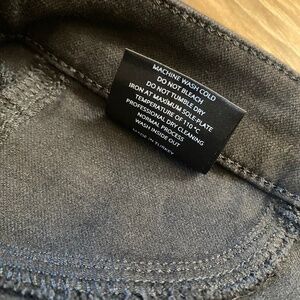 MACHINE WASH COLD
DO NOT BLEACH
DO NOT TUMBLE DRY
IRON AT MAXIMUM SOLE-PLATE
TEMPERATURE OF 110 °C
PROFESSIONAL DRY CLEANING
NORMAL PROCESS
WASH INSIDE OUT
MADE IN TURKEY